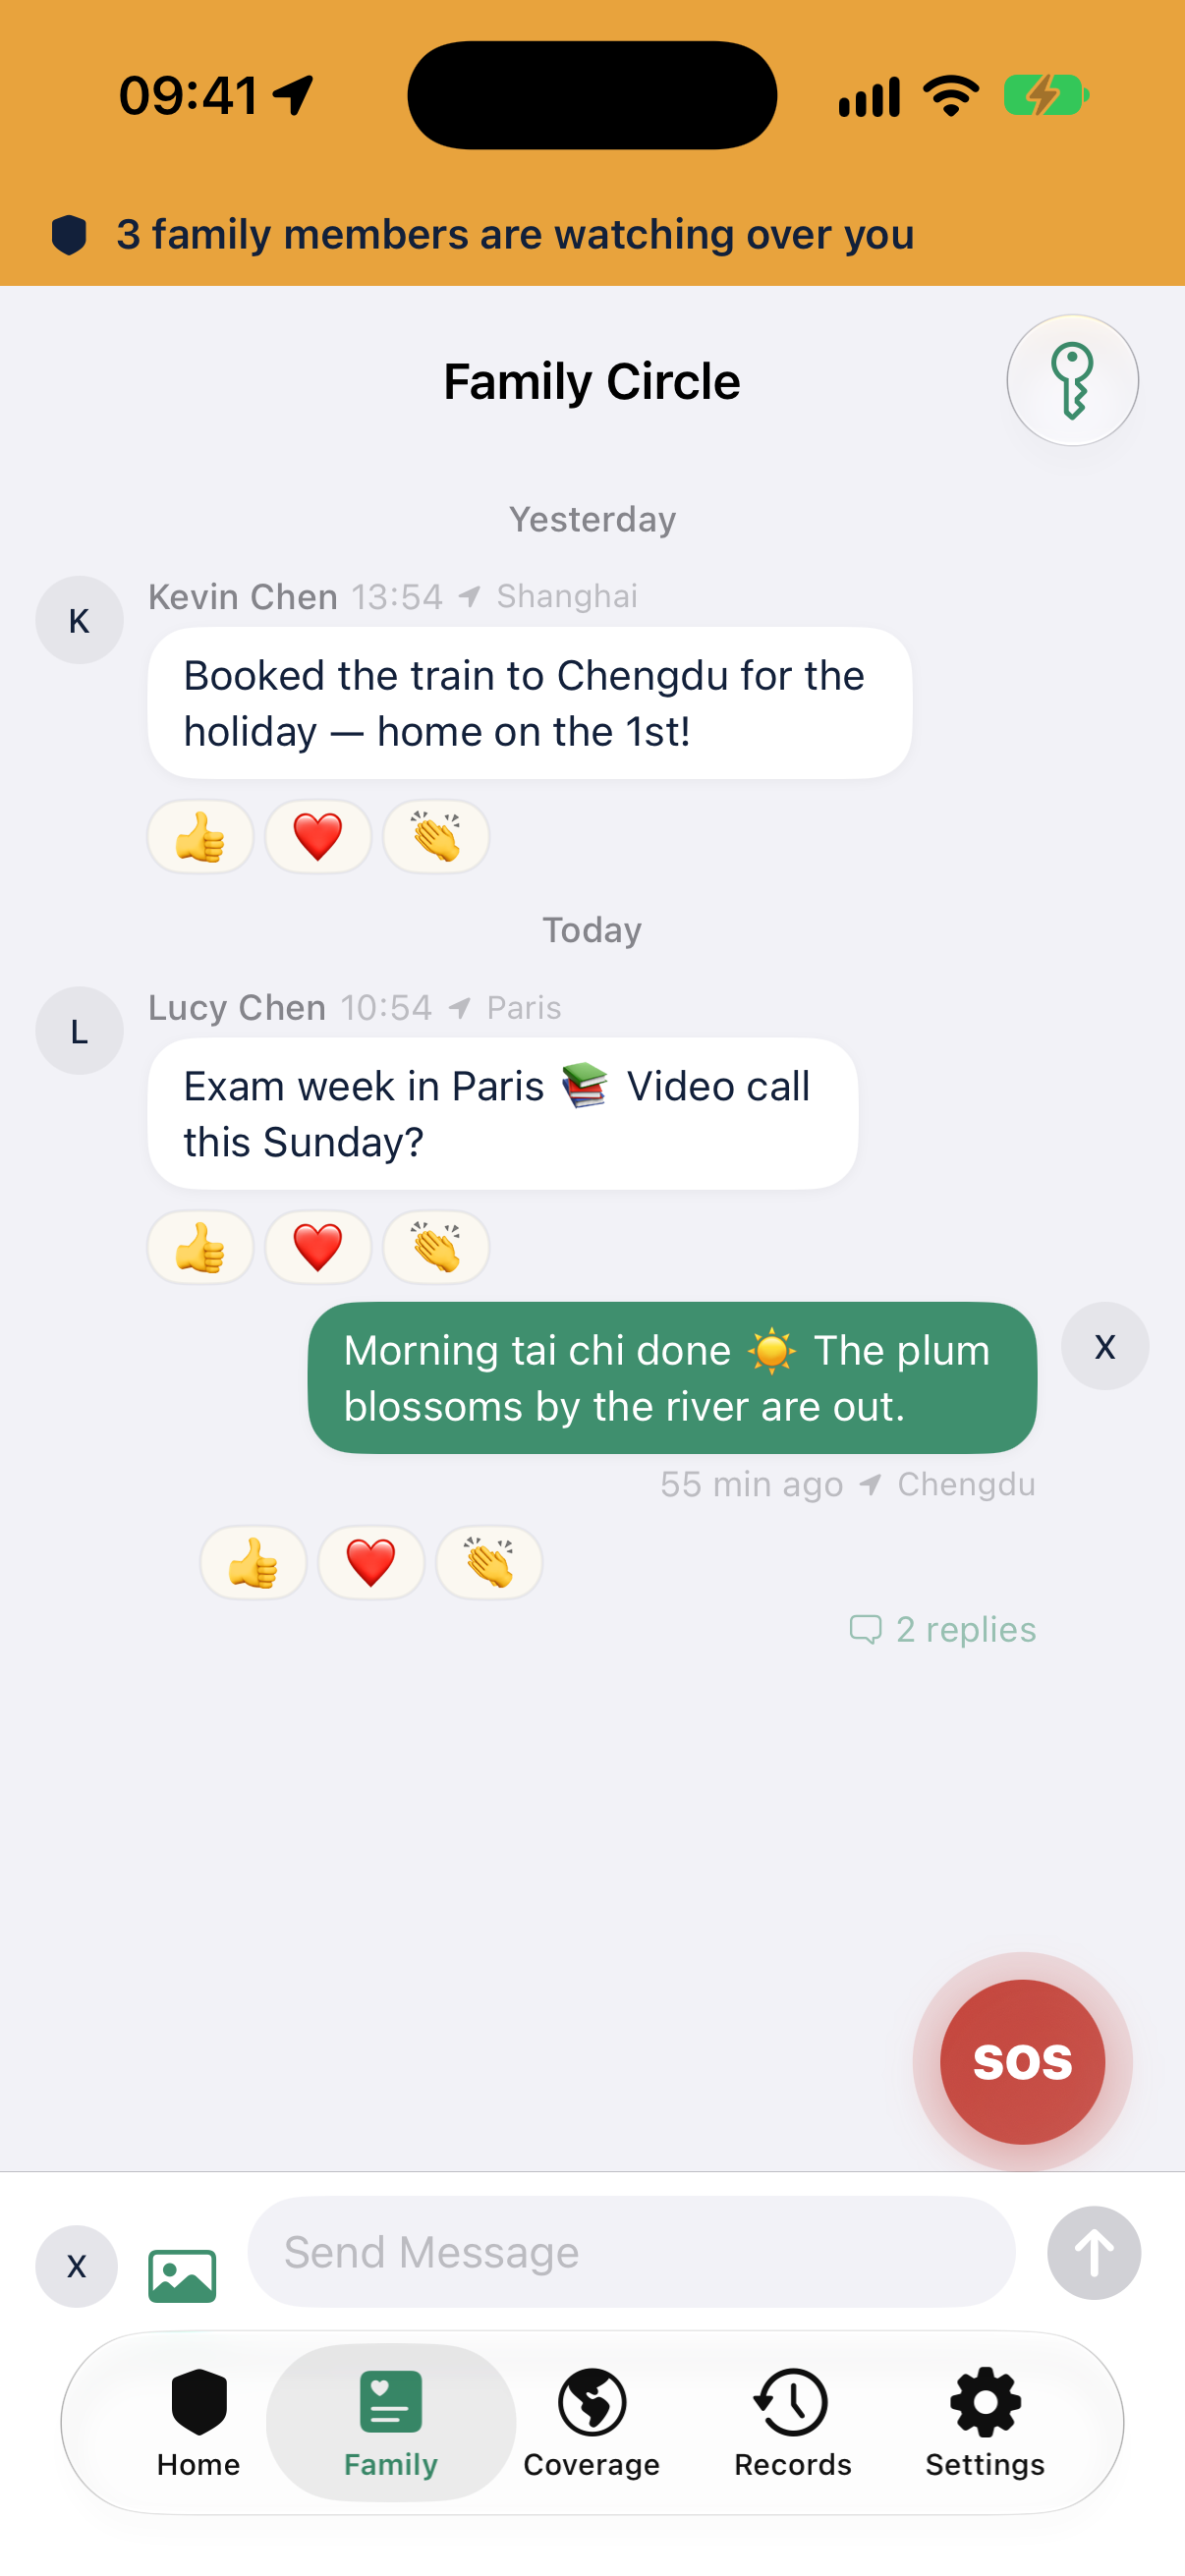 09:41
3 family members are watching over you
Family Circle
Yesterday
K
Kevin Chen 13:54 Shanghai
Booked the train to Chengdu for the
holiday — home on the 1st!
👍 ❤️ 👏
Today
L
Lucy Chen 10:54 Paris
Exam week in Paris 📚 Video call
this Sunday?
👍 ❤️ 👏
Morning tai chi done ☀️ The plum
blossoms by the river are out.
X
55 min ago Chengdu
👍 ❤️ 👏
2 replies
SOS
X
Send Message
Home
Family
Coverage
Records
Settings